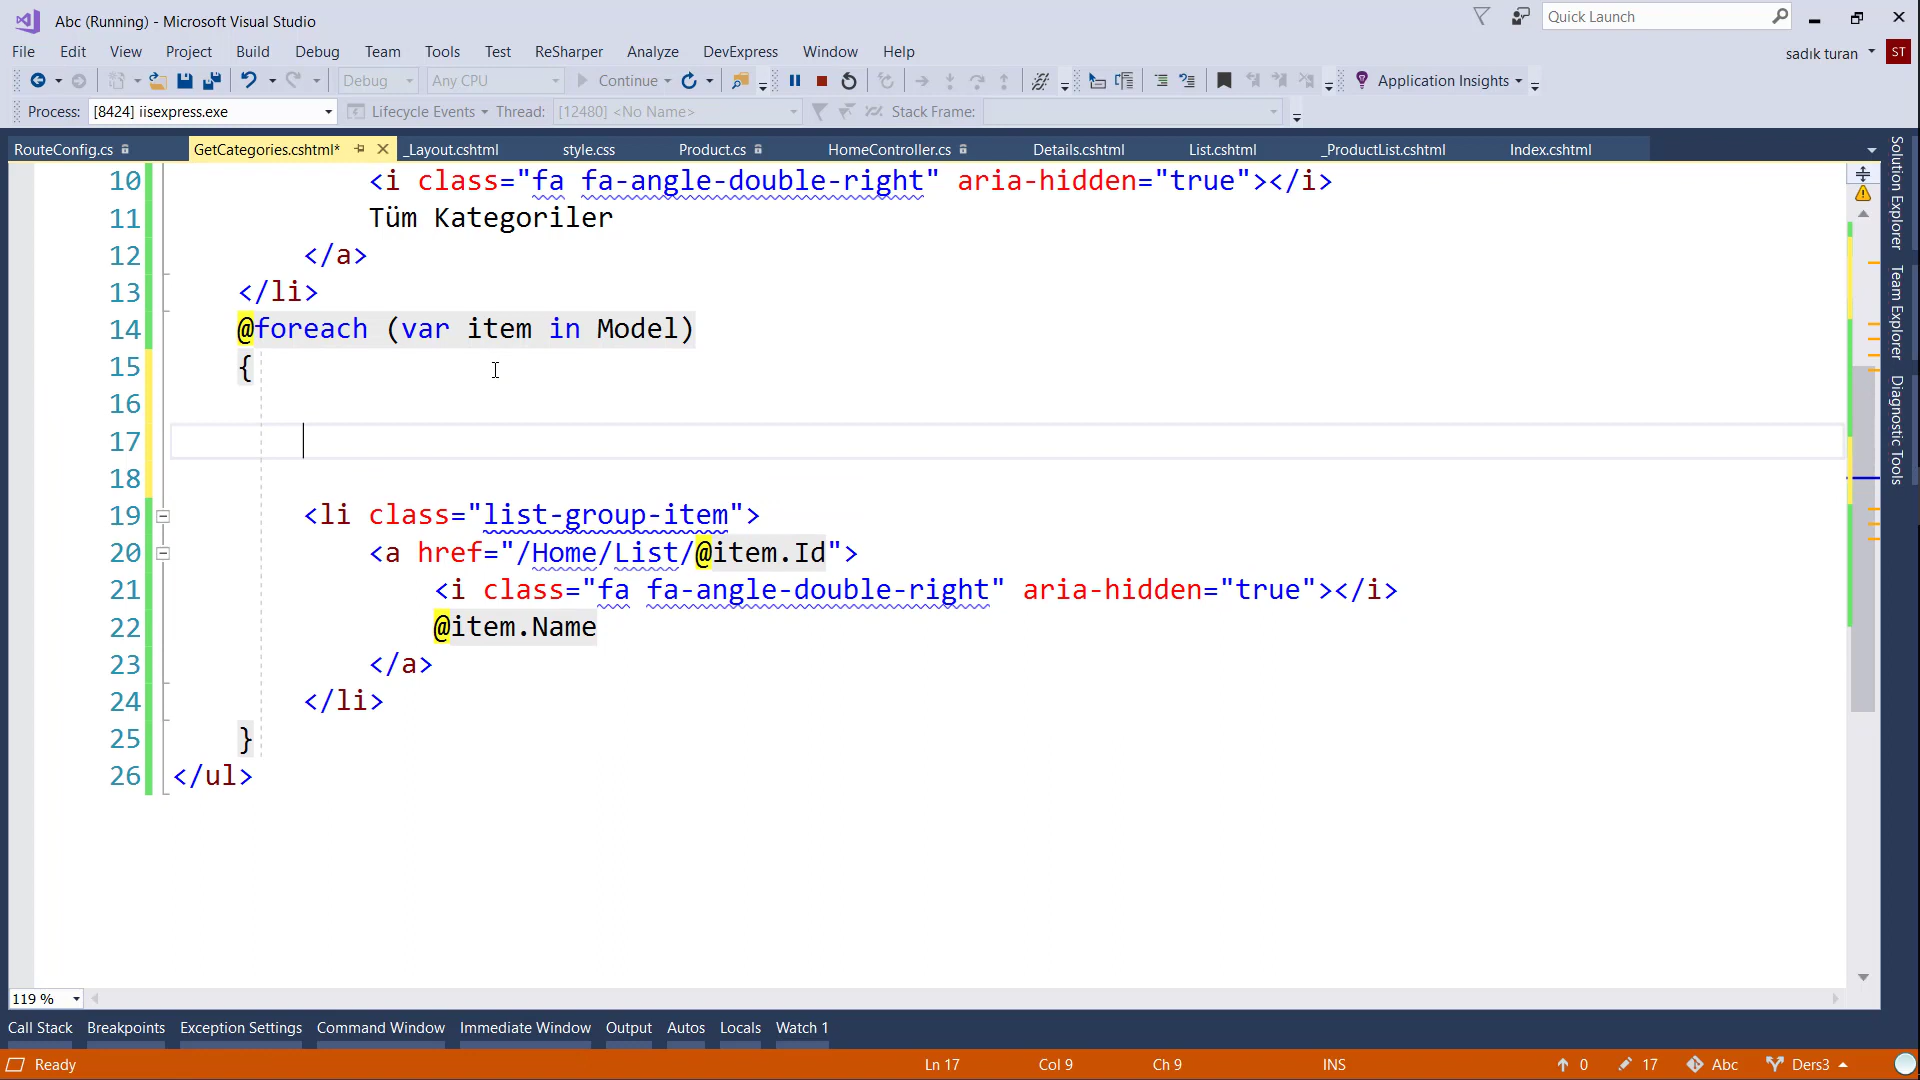 Abc (Running) - Microsoft Visual Studio
Quick Launch
File Edit View Project Build Debug Team Tools Test ReSharper Analyze DevExpress Window Help
sadık turan ST
Debug Any CPU Continue Application Insights
Process: [8424] iisexpress.exe Lifecycle Events Thread: [12480] <No Name> Stack Frame:
RouteConfig.cs GetCategories.cshtml* _Layout.cshtml style.css Product.cs HomeController.cs Details.cshtml List.cshtml _ProductList.cshtml Index.cshtml
10 <i class="fa fa-angle-double-right" aria-hidden="true"></i>
11 Tüm Kategoriler
12 </a>
13 </li>
14 @foreach (var item in Model)
15 {
16
17
18
19 <li class="list-group-item">
20 <a href="/Home/List/@item.Id">
21 <i class="fa fa-angle-double-right" aria-hidden="true"></i>
22 @item.Name
23 </a>
24 </li>
25 }
26 </ul>
Solution Explorer
Team Explorer
Diagnostic Tools
119 %
Call Stack Breakpoints Exception Settings Command Window Immediate Window Output Autos Locals Watch 1
Ready Ln 17 Col 9 Ch 9 INS 0 17 Abc Ders3